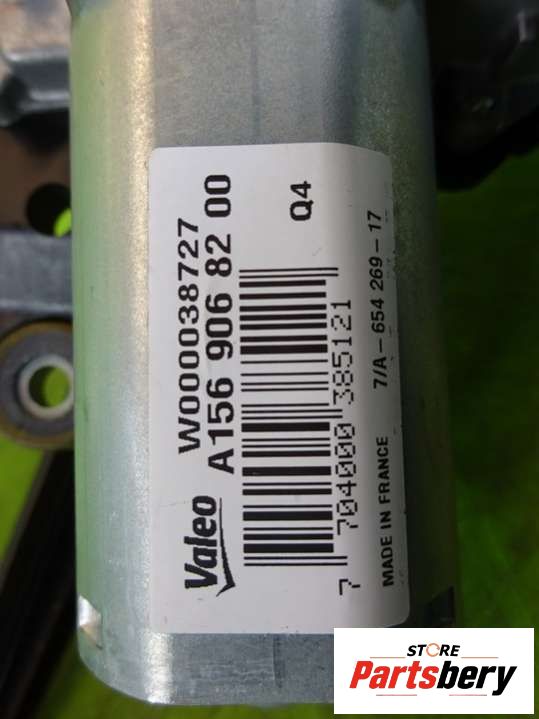 Valeo
W000038727
A156 906 82 00
Q4
7 704000 385121
MADE IN FRANCE 7/A-654 269-17
STORE
Partsbery